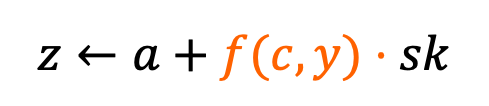 z ← a + f(c, y) · sk